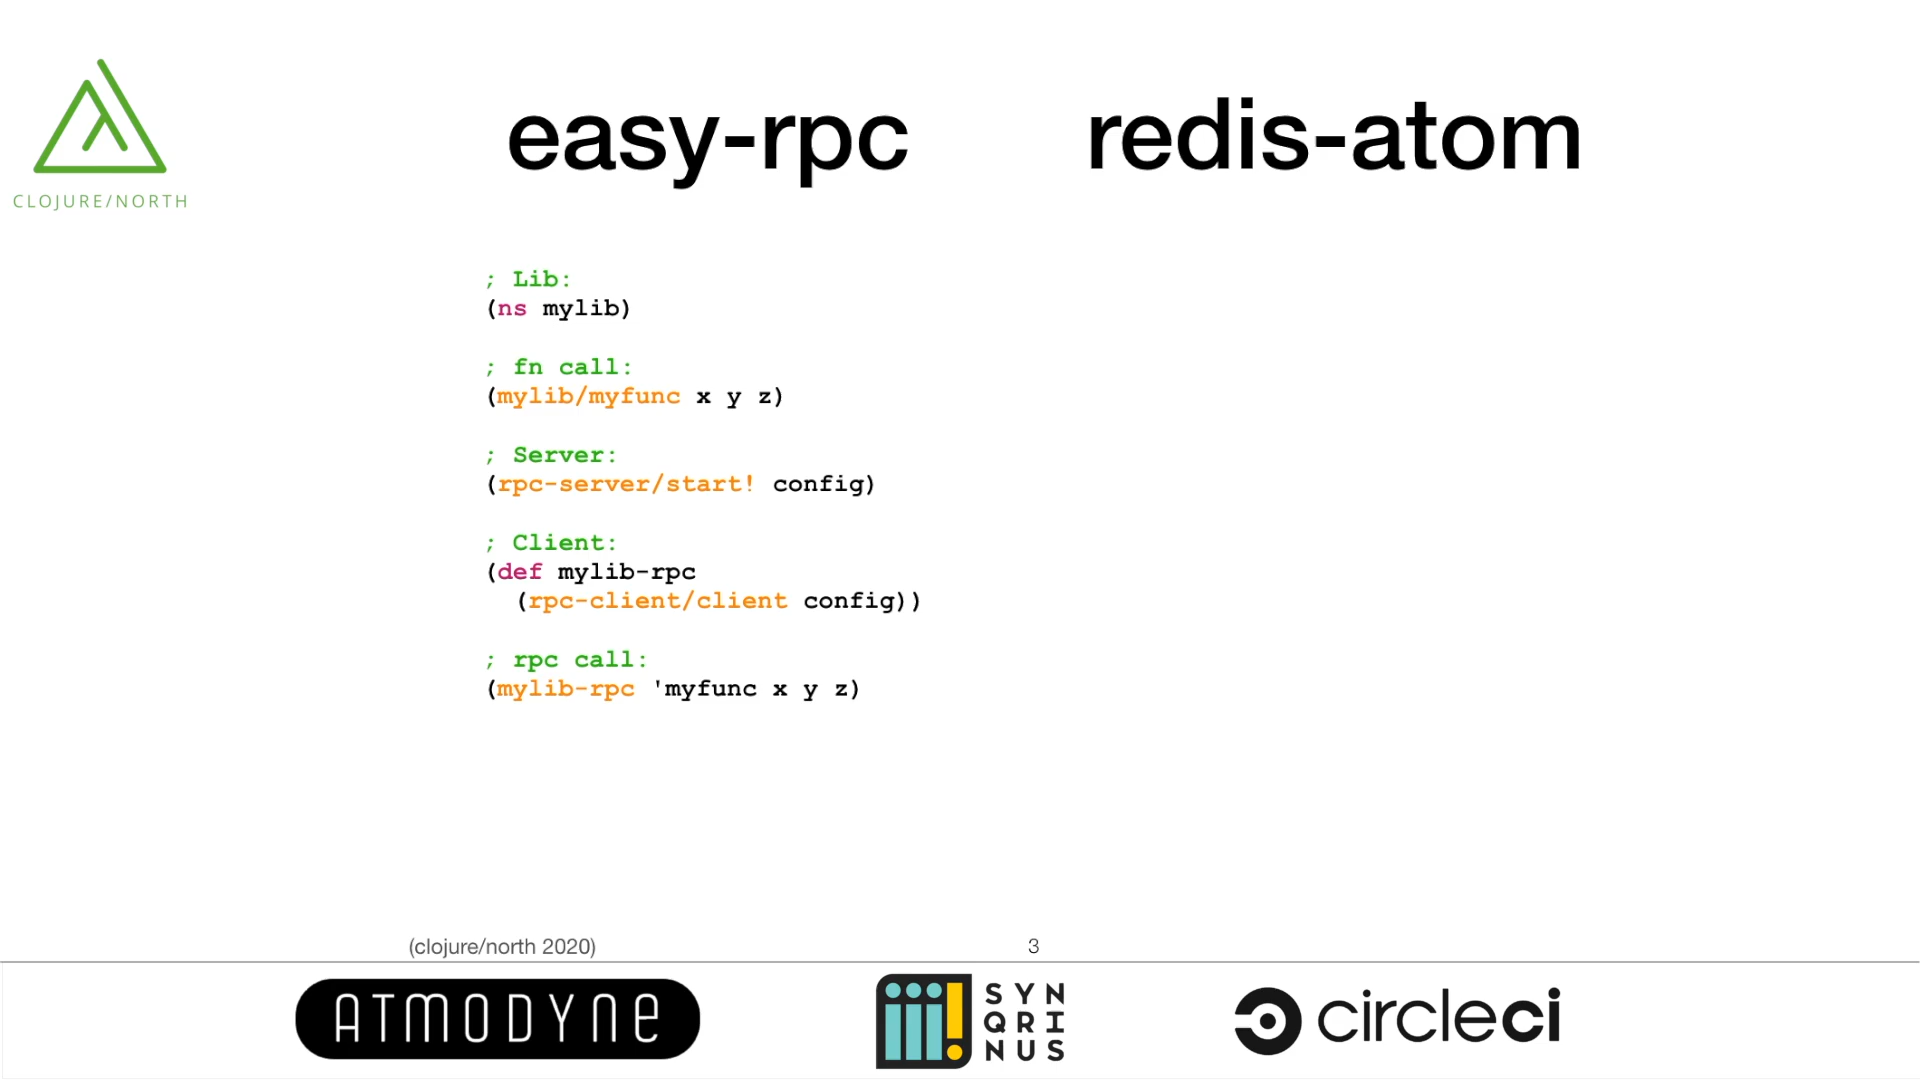 CLOJURE/NORTH
easy-rpc redis-atom
; Lib:
(ns mylib)
; fn call:
(mylib/myfunc x y z)
; Server:
(rpc-server/start! config)
; Client:
(def mylib-rpc
(rpc-client/client config))
; rpc call:
(mylib-rpc 'myfunc x y z)
(clojure/north 2020)
3
ATMODYNE
SYN
QRI
NUS
circleci